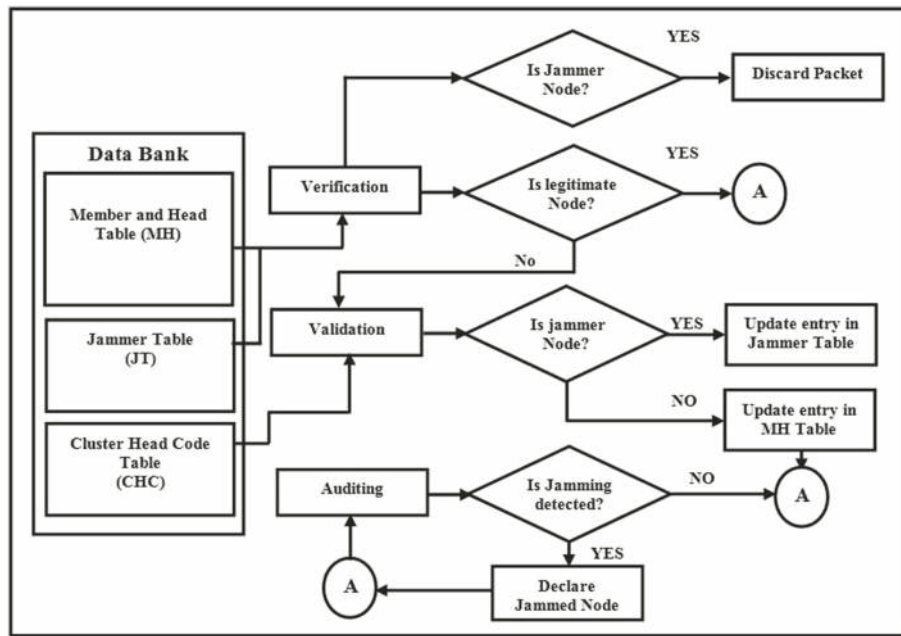 YES
Is Jammer
Node?
Discard Packet
Data Bank
Member and Head
Table (MH)
Jammer Table
(JT)
Cluster Head Code
Table
(CHC)
Verification
Is legitimate
Node?
YES
A
No
Validation
Is jammer
Node?
YES
Update entry in
Jammer Table
NO
Update entry in
MH Table
Auditing
Is Jamming
detected?
NO
A
YES
Declare
Jammed Node
A